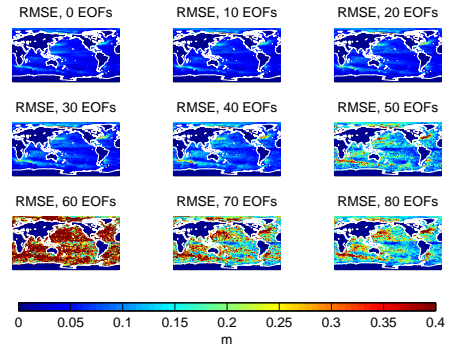 RMSE, 0 EOFs RMSE, 10 EOFs RMSE, 20 EOFs
RMSE, 30 EOFs RMSE, 40 EOFs RMSE, 50 EOFs
RMSE, 60 EOFs RMSE, 70 EOFs RMSE, 80 EOFs
0 0.05 0.1 0.15 0.2 0.25 0.3 0.35 0.4
m